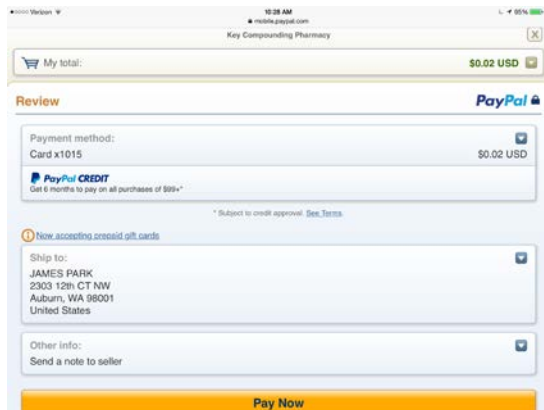 Verizon
10:28 AM
95%
mobile.paypal.com
Key Compounding Pharmacy
X
My total:
$0.02 USD
Review
PayPal
Payment method:
Card x1015
$0.02 USD
PayPal CREDIT
Get 6 months to pay on all purchases of $99+*
* Subject to credit approval. See Terms.
Now accepting prepaid gift cards
Ship to:
JAMES PARK
2303 12th CT NW
Auburn, WA 98001
United States
Other info:
Send a note to seller
Pay Now